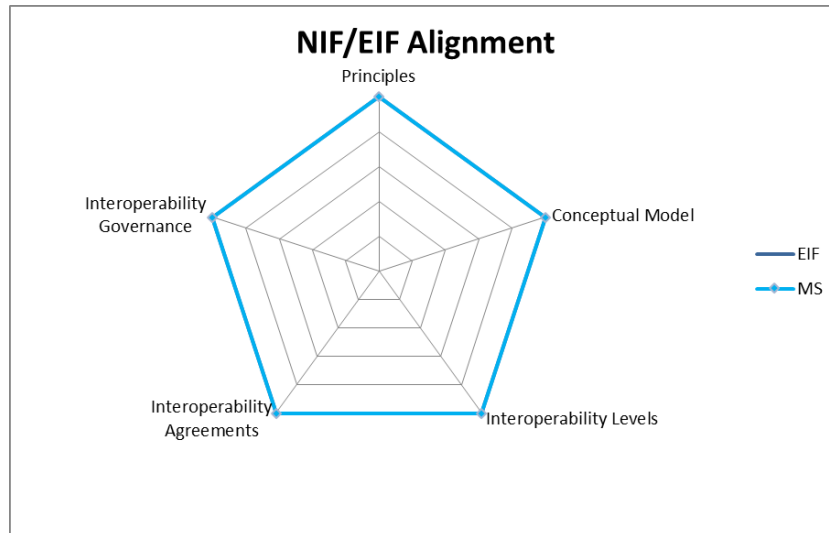 NIF/EIF Alignment
Principles
Interoperability
Governance
Conceptual Model
EIF
MS
Interoperability
Agreements
Interoperability Levels